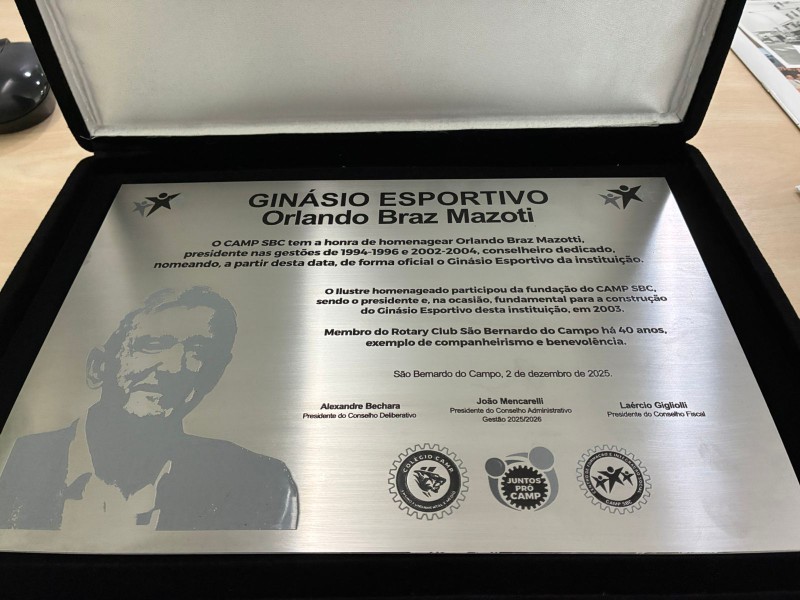 GINÁSIO ESPORTIVO
Orlando Braz Mazoti
O CAMP SBC tem a honra de homenagear Orlando Braz Mazotti,
presidente nas gestões de 1994-1996 e 2002-2004, conselheiro dedicado,
nomeando, a partir desta data, de forma oficial o Ginásio Esportivo da instituição.
O Ilustre homenageado participou da fundação do CAMP SBC,
sendo o presidente e, na ocasião, fundamental para a construção
do Ginásio Esportivo desta instituição, em 2003.
Membro do Rotary Club São Bernardo do Campo há 40 anos,
exemplo de companheirismo e benevolência.
São Bernardo do Campo, 2 de dezembro de 2025.
Alexandre Bechara
Presidente do Conselho Deliberativo
João Mencarelli
Presidente do Conselho Administrativo
Gestão 2025/2026
Laércio Gigliolli
Presidente do Conselho Fiscal
COLÉGIO CAMP
JUNTOS
PRÓ
CAMP
CAMP SBC